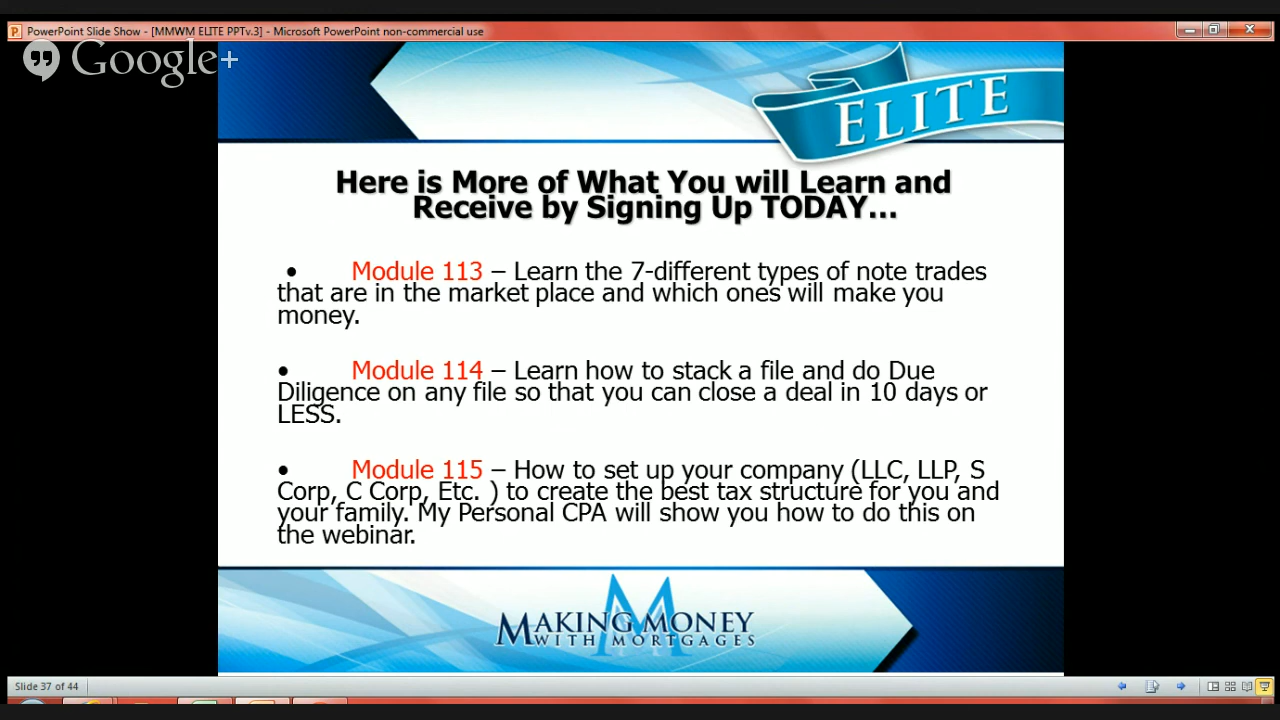 PowerPoint Slide Show - [MMWM ELITE PPTv.3] - Microsoft PowerPoint non-commercial use
Google+
ELITE
Here is More of What You will Learn and
Receive by Signing Up TODAY...
• Module 113 – Learn the 7-different types of note trades
that are in the market place and which ones will make you
money.
• Module 114 – Learn how to stack a file and do Due
Diligence on any file so that you can close a deal in 10 days or
LESS.
• Module 115 – How to set up your company (LLC, LLP, S
Corp, C Corp, Etc. ) to create the best tax structure for you and
your family. My Personal CPA will show you how to do this on
the webinar.
M
MAKING MONEY
WITH MORTGAGES
Slide 37 of 44